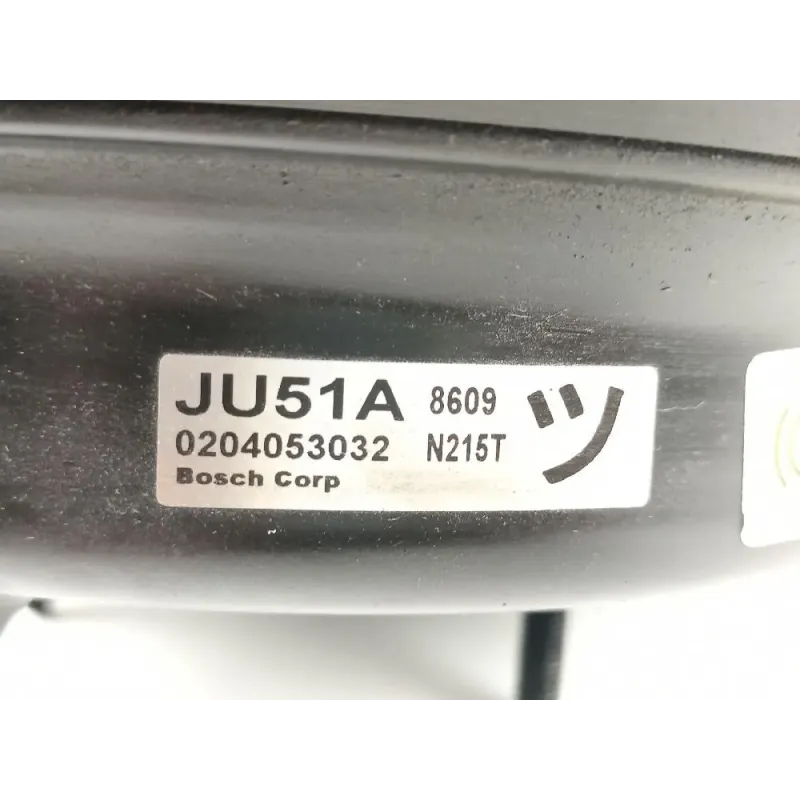 JU51A 8609 ツ
0204053032 N215T
Bosch Corp